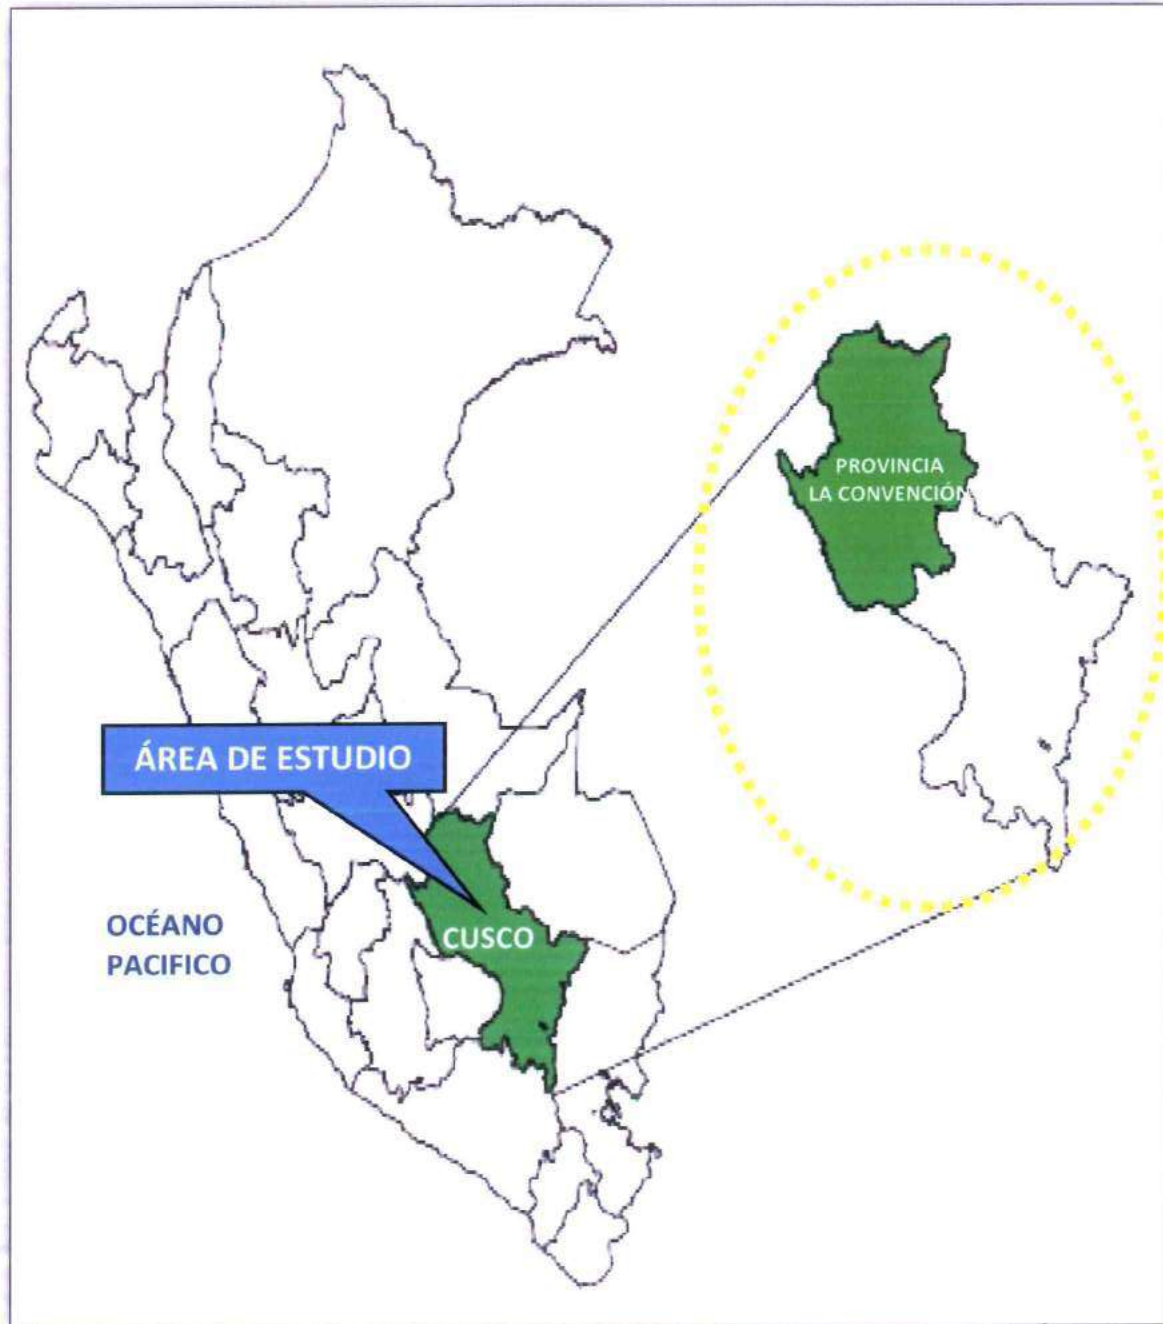 PROVINCIA
LA CONVENCIÓN
ÁREA DE ESTUDIO
OCÉANO
PACIFICO
CUSCO